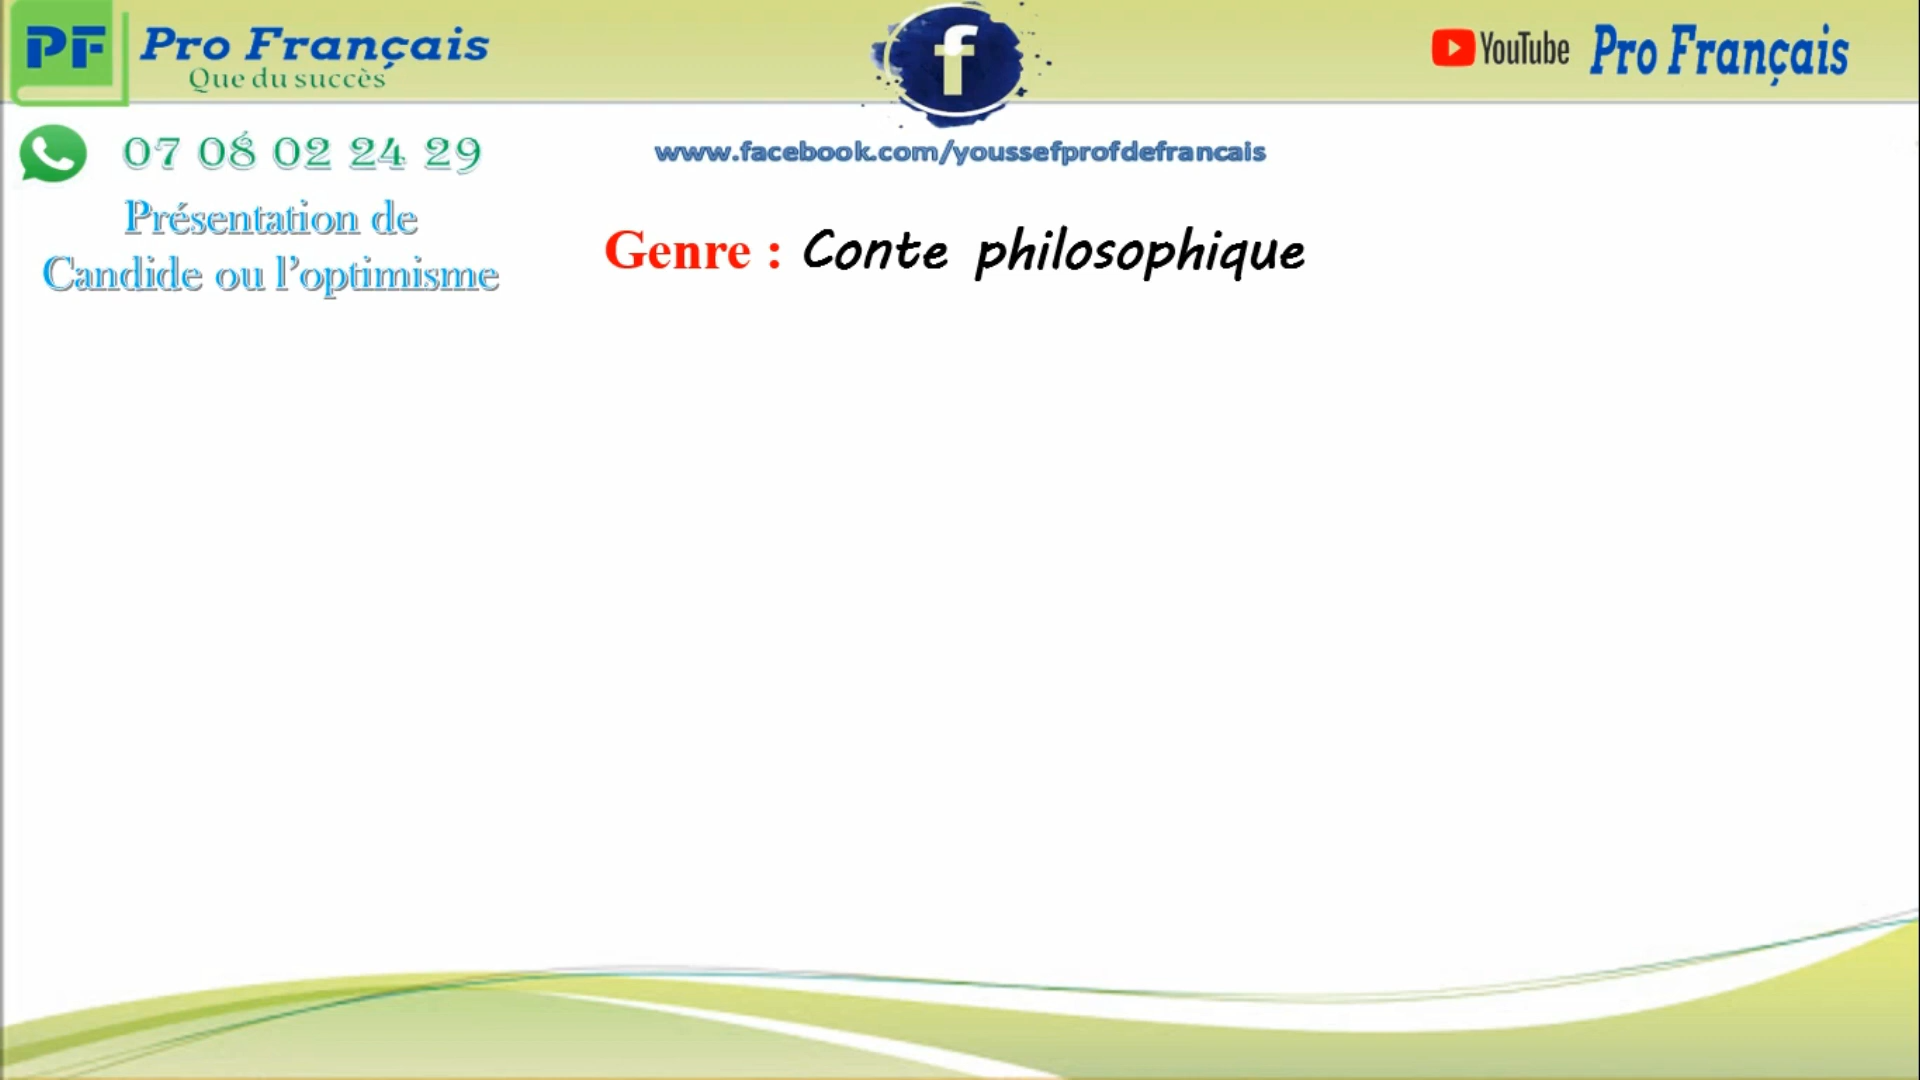 PF Pro Français
Que du succès
f
YouTube Pro Français
07 08 02 24 29
www.facebook.com/youssefprofdefrancais
Présentation de
Candide ou l'optimisme
Genre : Conte philosophique